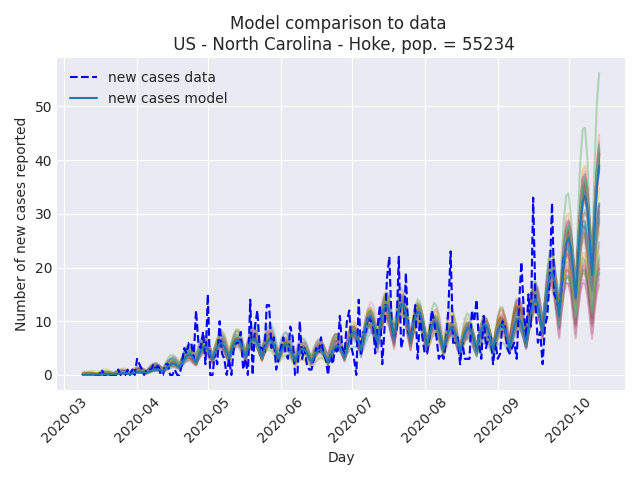 Model comparison to data
US - North Carolina - Hoke, pop. = 55234
new cases data
new cases model
Number of new cases reported
50
40
30
20
10
0
2020-03
2020-04
2020-05
2020-06
2020-07
2020-08
2020-09
2020-10
Day